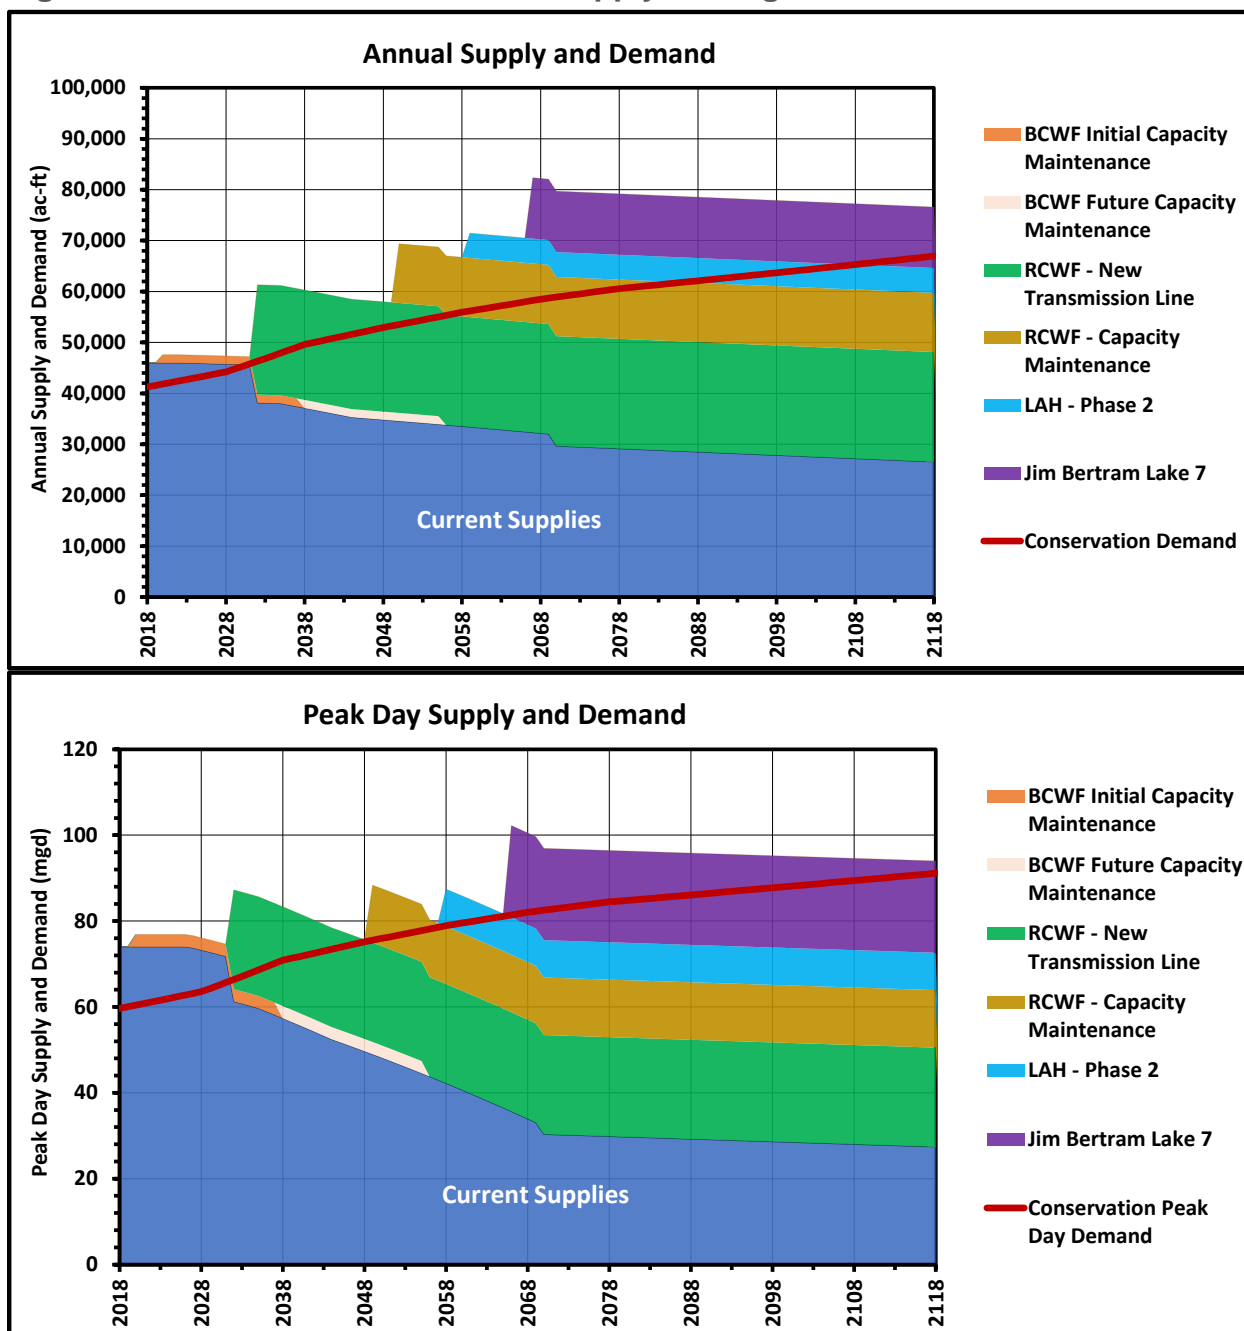 Annual Supply and Demand
Annual Supply and Demand (ac-ft)
100,000
90,000
80,000
70,000
60,000
50,000
40,000
30,000
20,000
10,000
0
2018 2028 2038 2048 2058 2068 2078 2088 2098 2108 2118
Current Supplies
BCWF Initial Capacity
Maintenance
BCWF Future Capacity
Maintenance
RCWF - New
Transmission Line
RCWF - Capacity
Maintenance
LAH - Phase 2
Jim Bertram Lake 7
Conservation Demand
Peak Day Supply and Demand
Peak Day Supply and Demand (mgd)
120
100
80
60
40
20
0
2018 2028 2038 2048 2058 2068 2078 2088 2098 2108 2118
Current Supplies
BCWF Initial Capacity
Maintenance
BCWF Future Capacity
Maintenance
RCWF - New
Transmission Line
RCWF - Capacity
Maintenance
LAH - Phase 2
Jim Bertram Lake 7
Conservation Peak
Day Demand